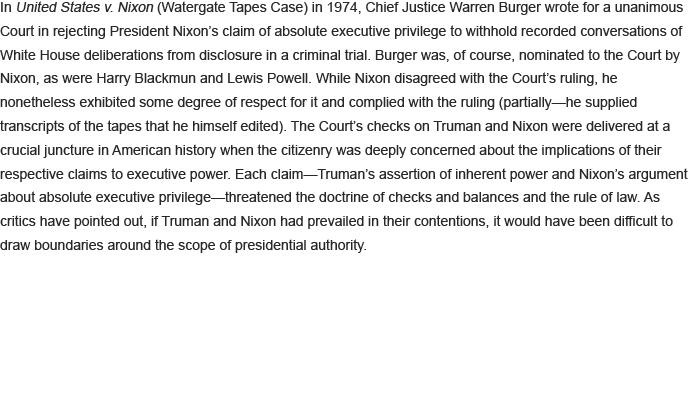 In United States v. Nixon (Watergate Tapes Case) in 1974, Chief Justice Warren Burger wrote for a unanimous
Court in rejecting President Nixon’s claim of absolute executive privilege to withhold recorded conversations of
White House deliberations from disclosure in a criminal trial. Burger was, of course, nominated to the Court by
Nixon, as were Harry Blackmun and Lewis Powell. While Nixon disagreed with the Court’s ruling, he
nonetheless exhibited some degree of respect for it and complied with the ruling (partially—he supplied
transcripts of the tapes that he himself edited). The Court’s checks on Truman and Nixon were delivered at a
crucial juncture in American history when the citizenry was deeply concerned about the implications of their
respective claims to executive power. Each claim—Truman’s assertion of inherent power and Nixon’s argument
about absolute executive privilege—threatened the doctrine of checks and balances and the rule of law. As
critics have pointed out, if Truman and Nixon had prevailed in their contentions, it would have been difficult to
draw boundaries around the scope of presidential authority.